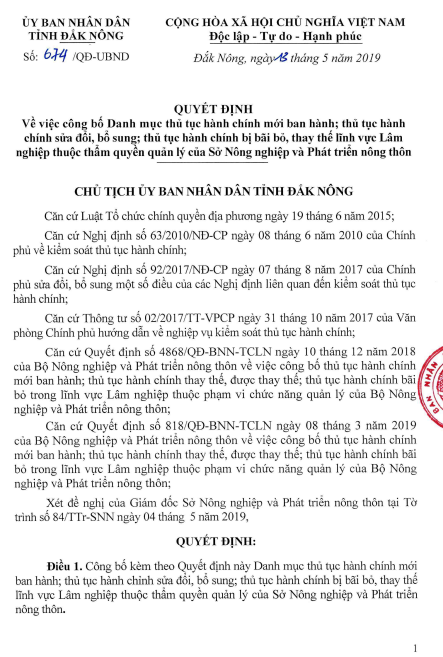 ỦY BAN NHÂN DÂN
TỈNH ĐẮK NÔNG
CỘNG HÒA XÃ HỘI CHỦ NGHĨA VIỆT NAM
Độc lập - Tự do - Hạnh phúc
Số: 674 /QĐ-UBND
Đắk Nông, ngày 13 tháng 5 năm 2019
QUYẾT ĐỊNH
Về việc công bố Danh mục thủ tục hành chính mới ban hành; thủ tục hành
chính sửa đổi, bổ sung; thủ tục hành chính bị bãi bỏ, thay thế lĩnh vực Lâm
nghiệp thuộc thẩm quyền quản lý của Sở Nông nghiệp và Phát triển nông thôn
CHỦ TỊCH ỦY BAN NHÂN DÂN TỈNH ĐẮK NÔNG
Căn cứ Luật Tổ chức chính quyền địa phương ngày 19 tháng 6 năm 2015;
Căn cứ Nghị định số 63/2010/NĐ-CP ngày 08 tháng 6 năm 2010 của Chính
phủ về kiểm soát thủ tục hành chính;
Căn cứ Nghị định số 92/2017/NĐ-CP ngày 07 tháng 8 năm 2017 của Chính
phủ sửa đổi, bổ sung một số điều của các Nghị định liên quan đến kiểm soát thủ tục
hành chính;
Căn cứ Thông tư số 02/2017/TT-VPCP ngày 31 tháng 10 năm 2017 của Văn
phòng Chính phủ hướng dẫn về nghiệp vụ kiểm soát thủ tục hành chính;
Căn cứ Quyết định số 4868/QĐ-BNN-TCLN ngày 10 tháng 12 năm 2018
của Bộ Nông nghiệp và Phát triển nông thôn về việc công bố thủ tục hành chính
mới ban hành; thủ tục hành chính thay thế, được thay thế; thủ tục hành chính bãi
bỏ trong lĩnh vực Lâm nghiệp thuộc phạm vi chức năng quản lý của Bộ Nông
nghiệp và Phát triển nông thôn;
Căn cứ Quyết định số 818/QĐ-BNN-TCLN ngày 08 tháng 3 năm 2019
của Bộ Nông nghiệp và Phát triển nông thôn về việc công bố thủ tục hành chính
mới ban hành; thủ tục hành chính thay thế, được thay thế; thủ tục hành chính bãi
bỏ trong lĩnh vực Lâm nghiệp thuộc phạm vi chức năng quản lý của Bộ Nông
nghiệp và Phát triển nông thôn;
Xét đề nghị của Giám đốc Sở Nông nghiệp và Phát triển nông thôn tại Tờ
trình số 84/TTr-SNN ngày 04 tháng 5 năm 2019,
QUYẾT ĐỊNH:
Điều 1. Công bố kèm theo Quyết định này Danh mục thủ tục hành chính mới
ban hành; thủ tục hành chính sửa đổi, bổ sung; thủ tục hành chính bị bãi bỏ, thay thế
lĩnh vực Lâm nghiệp thuộc thẩm quyền quản lý của Sở Nông nghiệp và Phát triển
nông thôn.
1